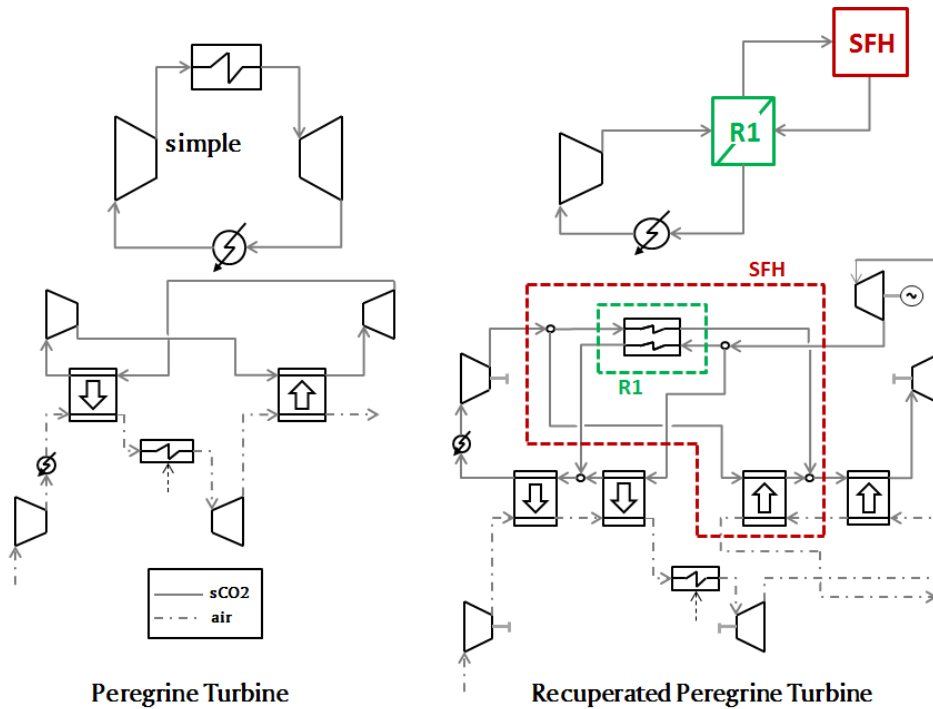 SFH
R1
simple
SFH
R1
~
sCO2
air
Peregrine Turbine
Recuperated Peregrine Turbine